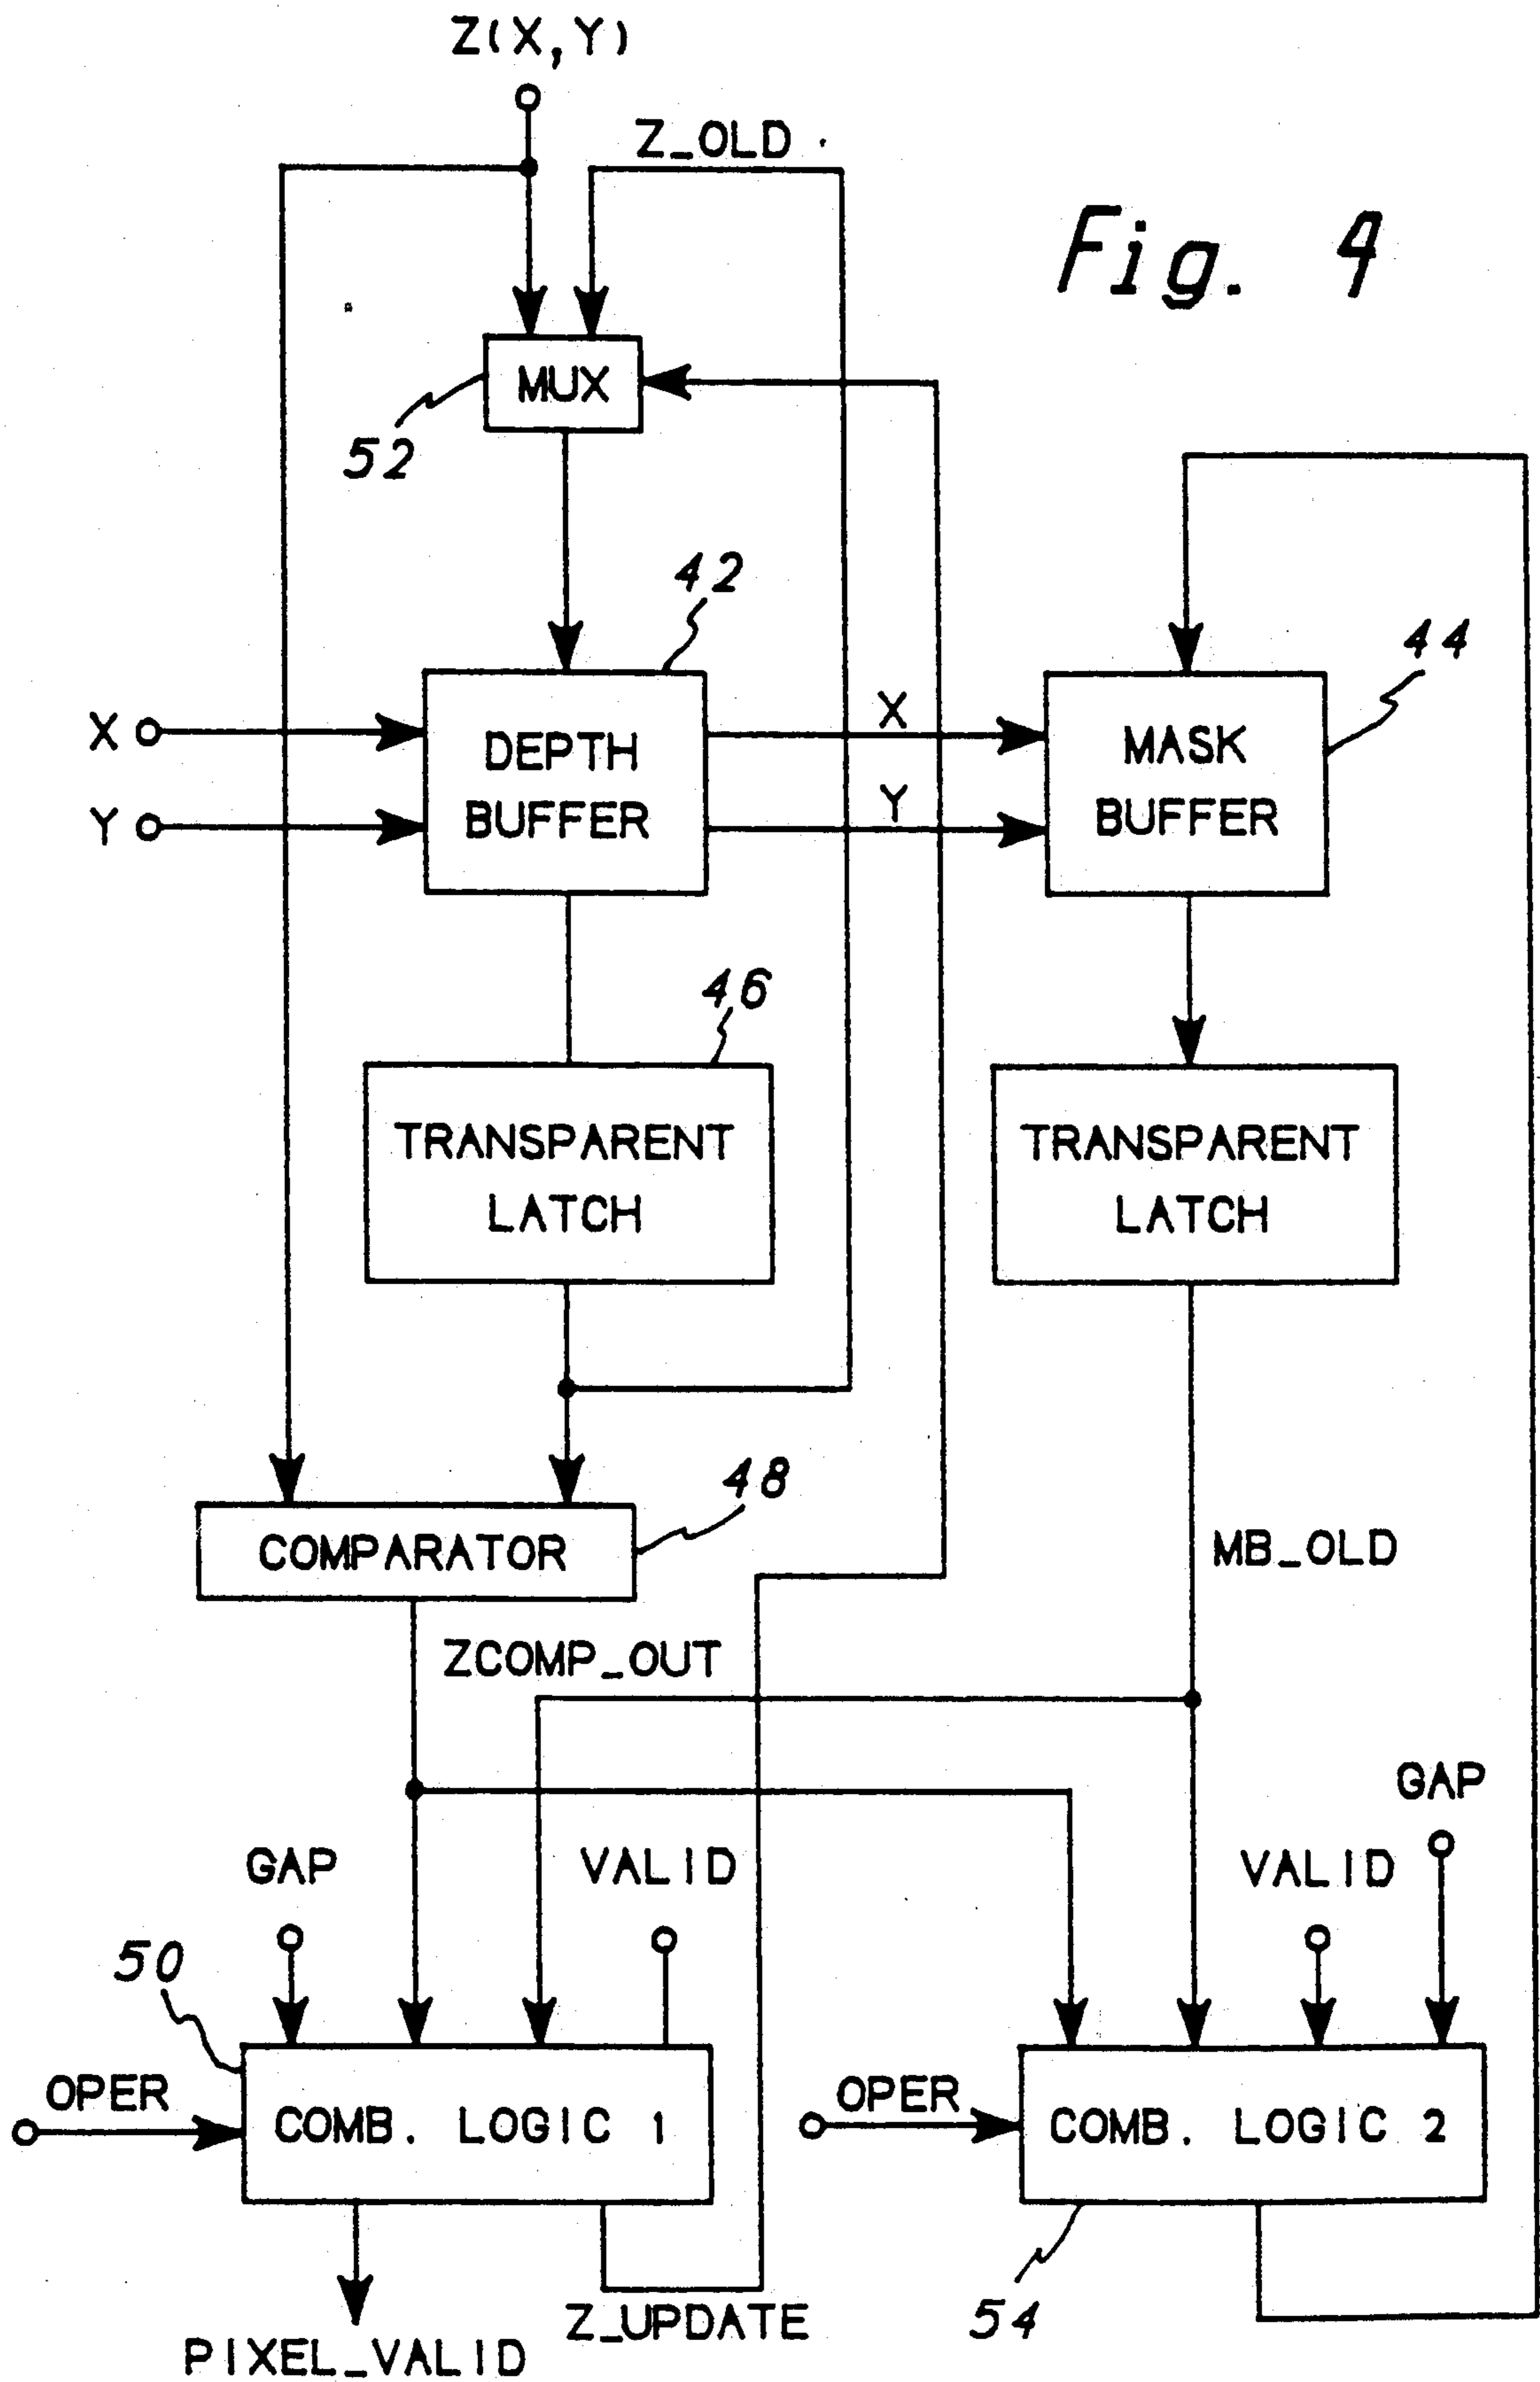 Z(X,Y)
Z_OLD
Fig. 4
MUX
52
42
44
X
Y
DEPTH
BUFFER
X
Y
MASK
BUFFER
46
TRANSPARENT
LATCH
TRANSPARENT
LATCH
48
COMPARATOR
MB_OLD
ZCOMP_OUT
GAP
GAP
VALID
VALID
50
OPER
COMB. LOGIC 1
OPER
COMB. LOGIC 2
54
Z_UPDATE
PIXEL_VALID